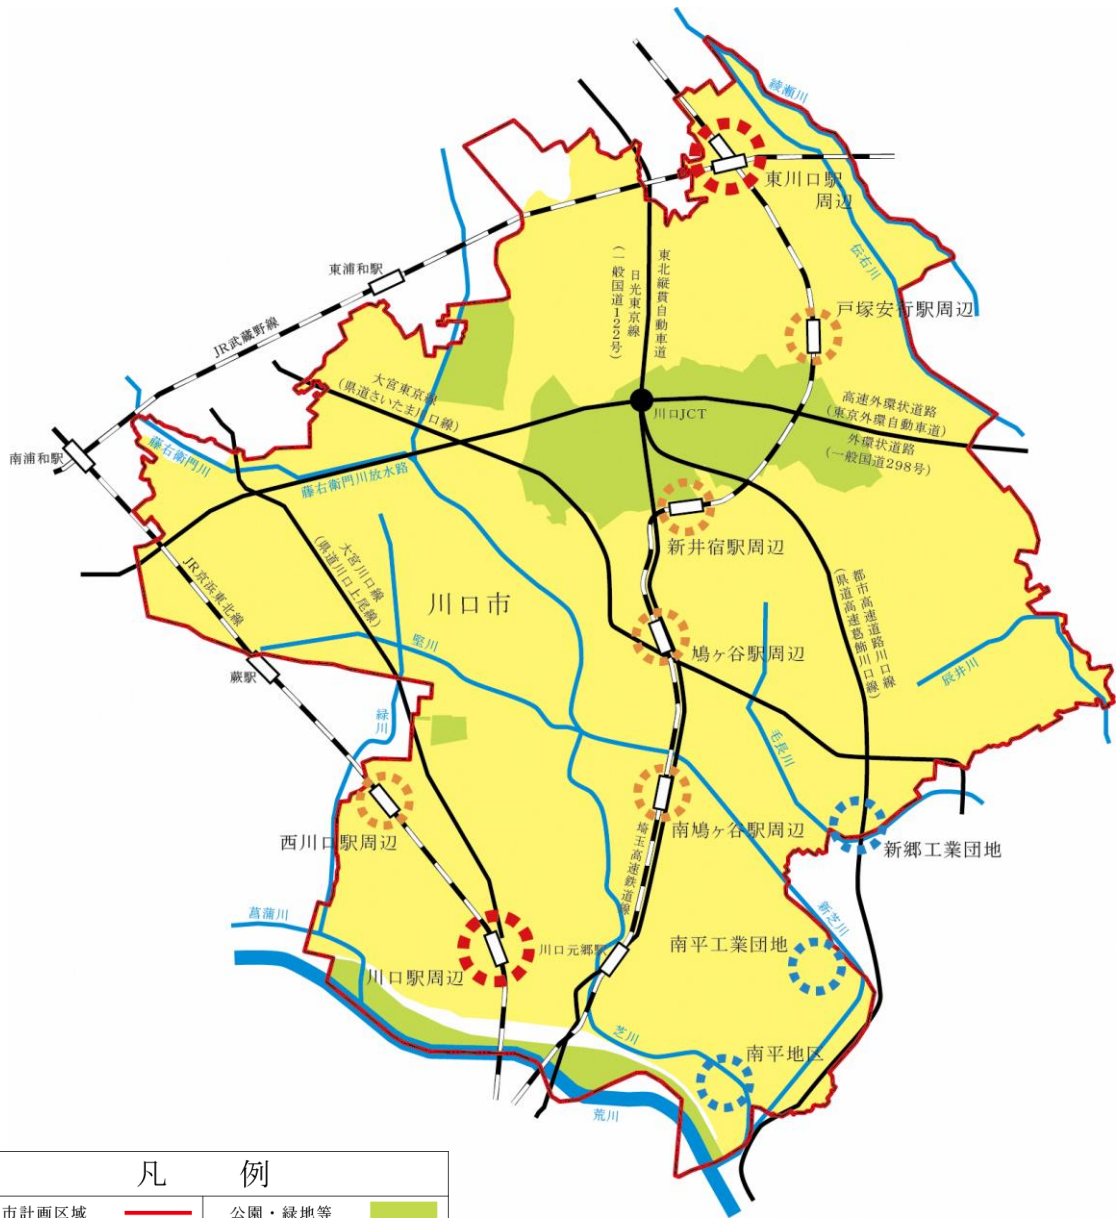 綾瀬川
東川口駅
周辺
伝右川
東浦和駅
JR武蔵野線
東北縦貫自動車道
日光東京線
(一般国道122号)
戸塚安行駅周辺
大宮東京線
(県道さいたま川口線)
川口JCT
高速外環状道路
(東京外環自動車道)
外環状道路
(一般国道298号)
南浦和駅
藤右衛門川
藤右衛門川放水路
新井宿駅周辺
JR京浜東北線
大宮川口線
(県道川口上尾線)
川口市
都市高速道路川口線
(県道高速葛飾川口線)
竪川
鳩ヶ谷駅周辺
蕨駅
辰井川
緑川
毛長川
西川口駅周辺
南鳩ヶ谷駅周辺
新郷工業団地
埼玉高速鉄道線
菖蒲川
新芝川
川口駅周辺
川口元郷駅
南平工業団地
芝川
南平地区
荒川
凡 例
市計画区域
公園・緑地等